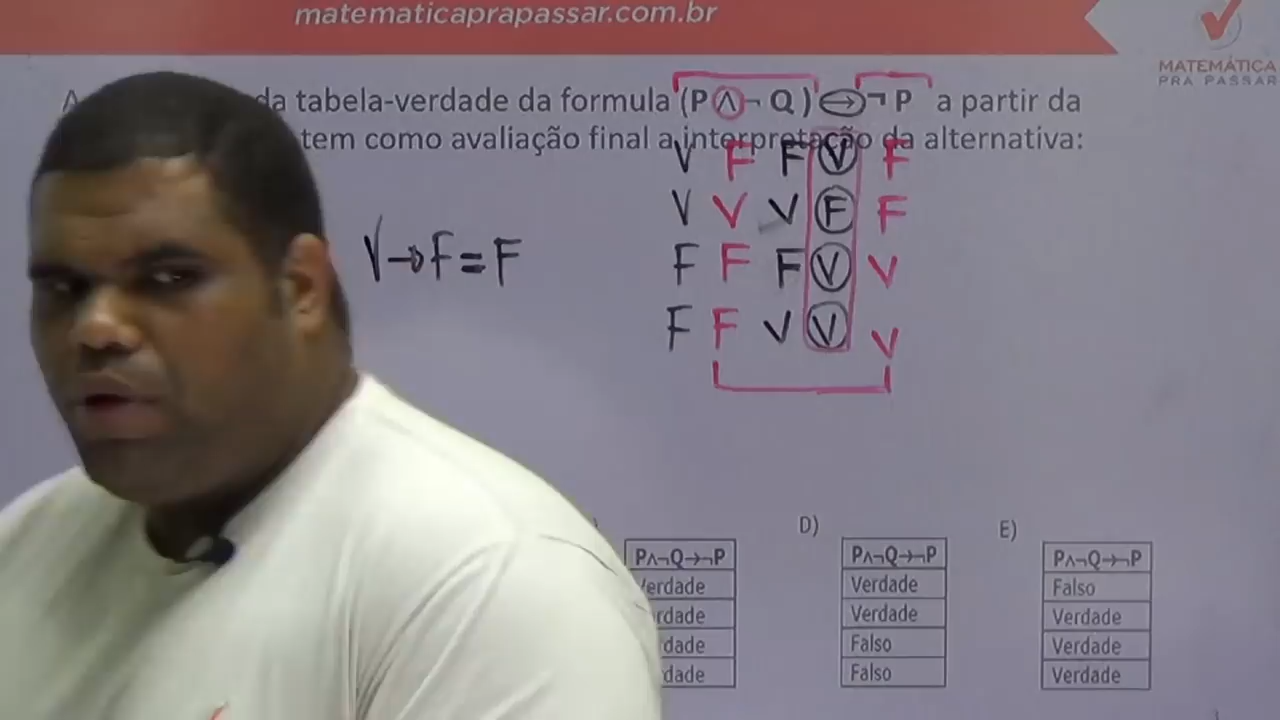 matematicaprapassar.com.br
MATEMÁTICA
PRA PASSAR
da tabela-verdade da formula (P ∧ ¬ Q) → ¬ P a partir da
tem como avaliação final a interpretação da alternativa:
V F F V F
V V V F F
F F F V V
F F V V V
V→F=F
D) E)
P∧¬Q→¬P P∧¬Q→¬P P∧¬Q→¬P
Verdade Falso
Verdade Verdade
Falso Verdade
Falso Verdade